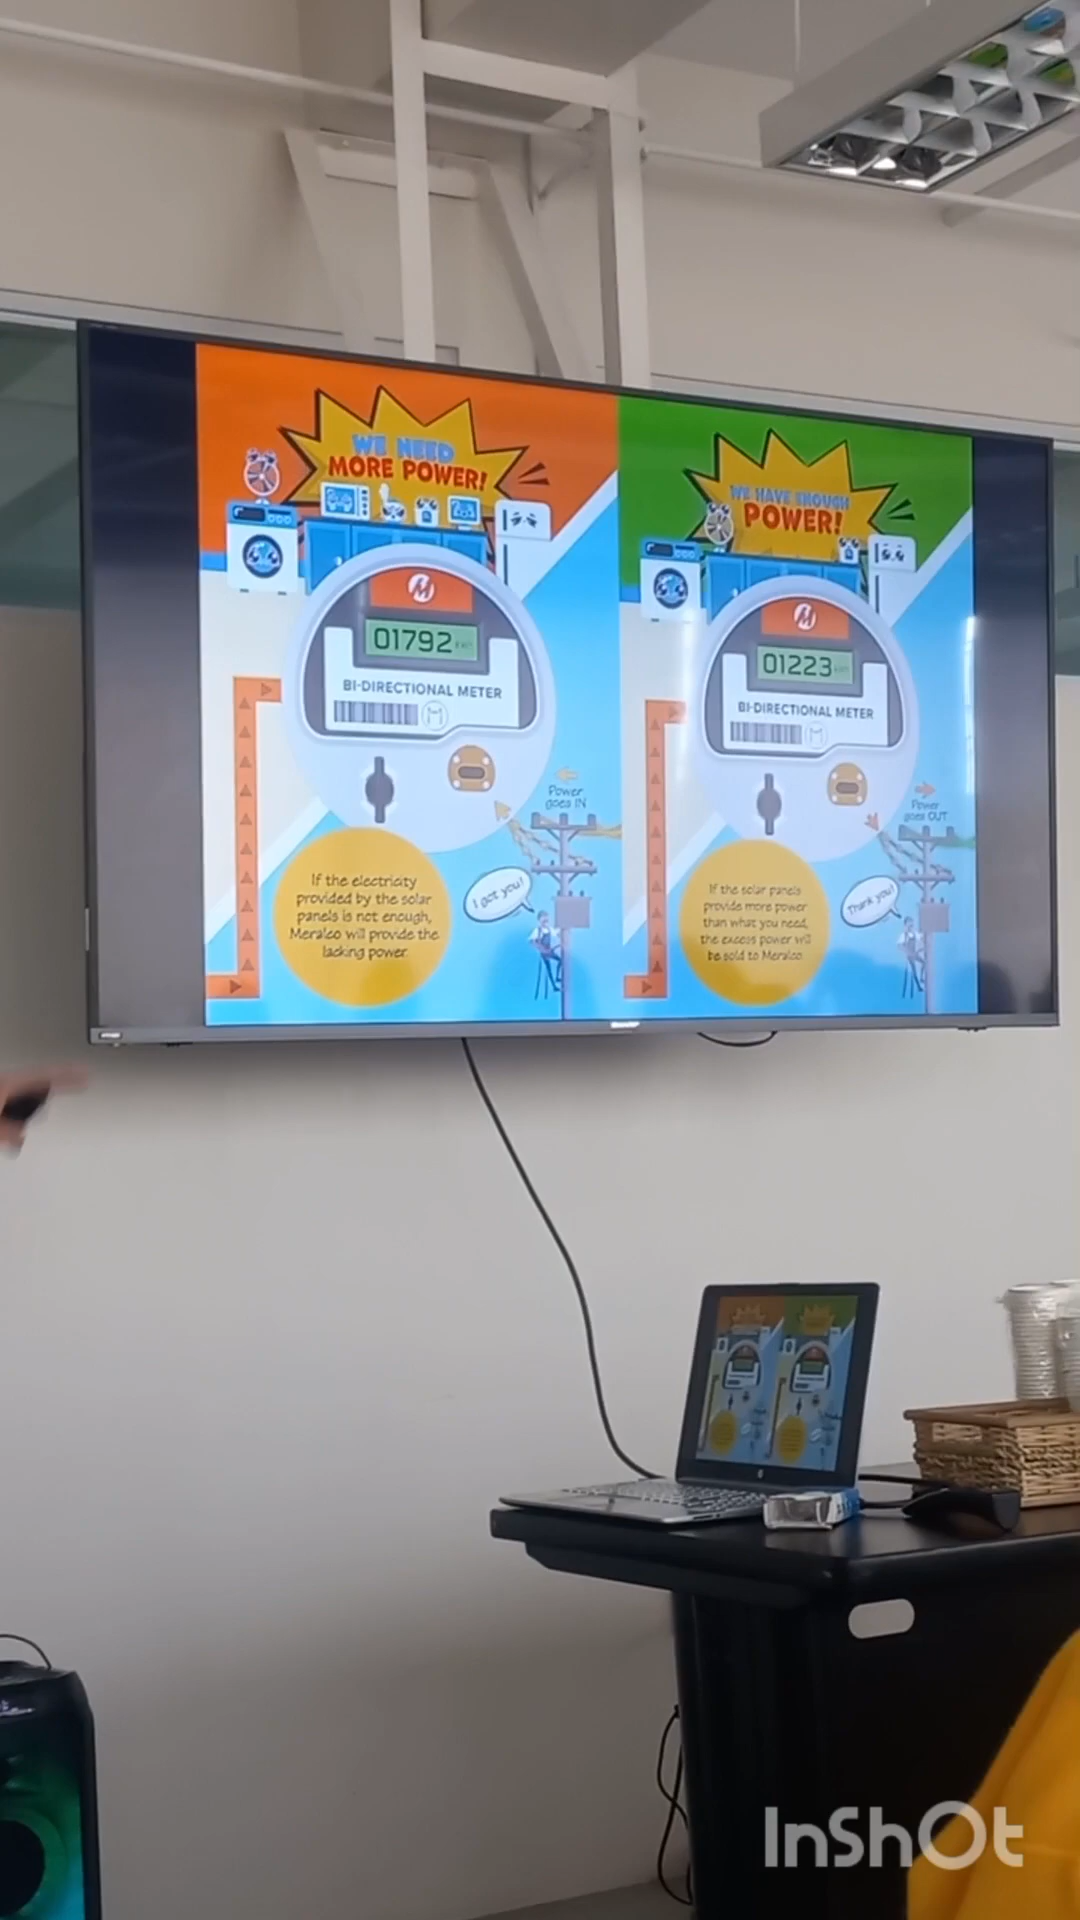 WE NEED
MORE POWER!
01792
BI-DIRECTIONAL METER
Power
goes IN
If the electricity
provided by the solar
panels is not enough,
Meralco will provide the
lacking power.
I got you!
WE HAVE ENOUGH
POWER!
01223
BI-DIRECTIONAL METER
Power
goes OUT
If the solar panels
provide more power
than what you need,
the excess power will
be sold to Meralco.
Thank you!
InShOt